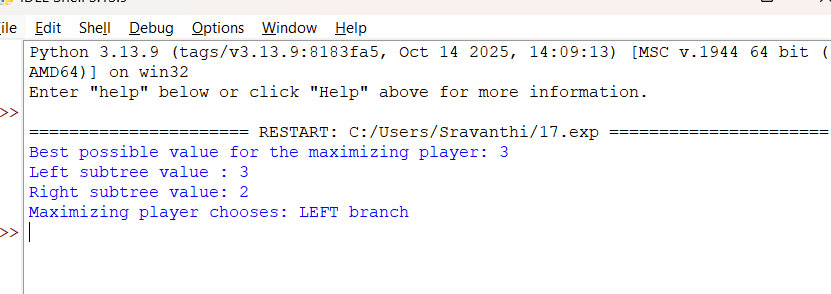 Edit Shell Debug Options Window Help
Python 3.13.9 (tags/v3.13.9:8183fa5, Oct 14 2025, 14:09:13) [MSC v.1944 64 bit (
AMD64)] on win32
Enter "help" below or click "Help" above for more information.
>>
====================== RESTART: C:/Users/Sravanthi/17.exp ======================
Best possible value for the maximizing player: 3
Left subtree value : 3
Right subtree value: 2
Maximizing player chooses: LEFT branch
>>